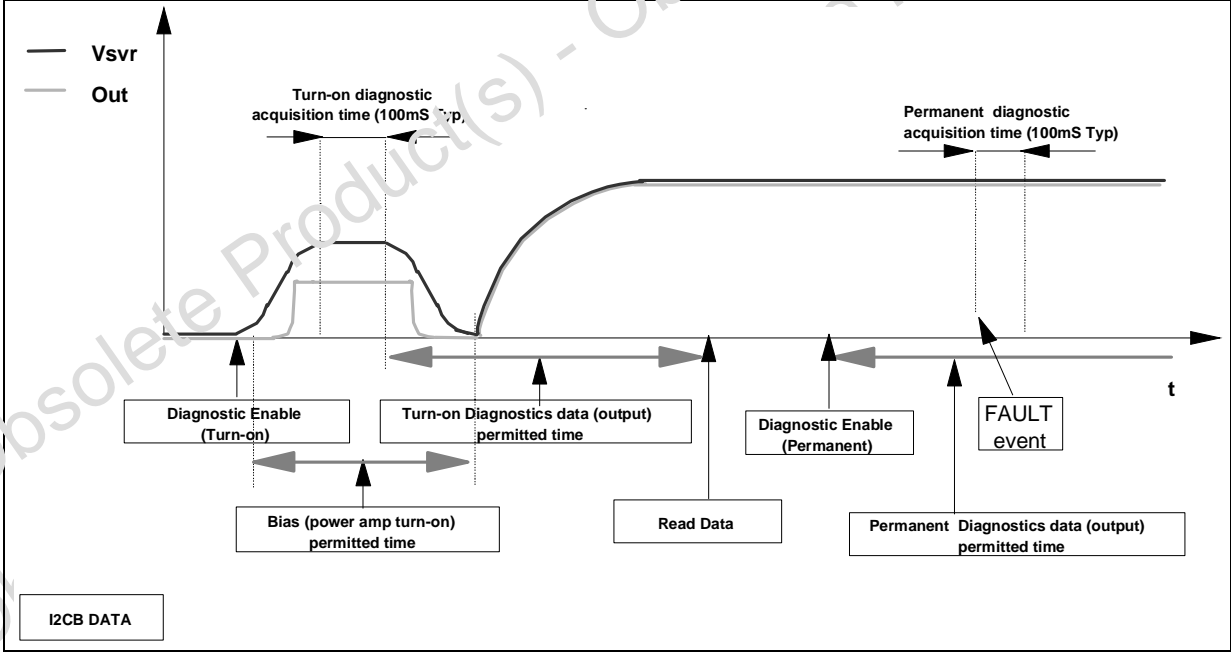 Vsvr
Out
Turn-on diagnostic
acquisition time (100mS Typ)
Permanent diagnostic
acquisition time (100mS Typ)
t
Diagnostic Enable
(Turn-on)
Turn-on Diagnostics data (output)
permitted time
Diagnostic Enable
(Permanent)
FAULT
event
Bias (power amp turn-on)
permitted time
Read Data
Permanent Diagnostics data (output)
permitted time
I2CB DATA
Obsolete Product(s) -